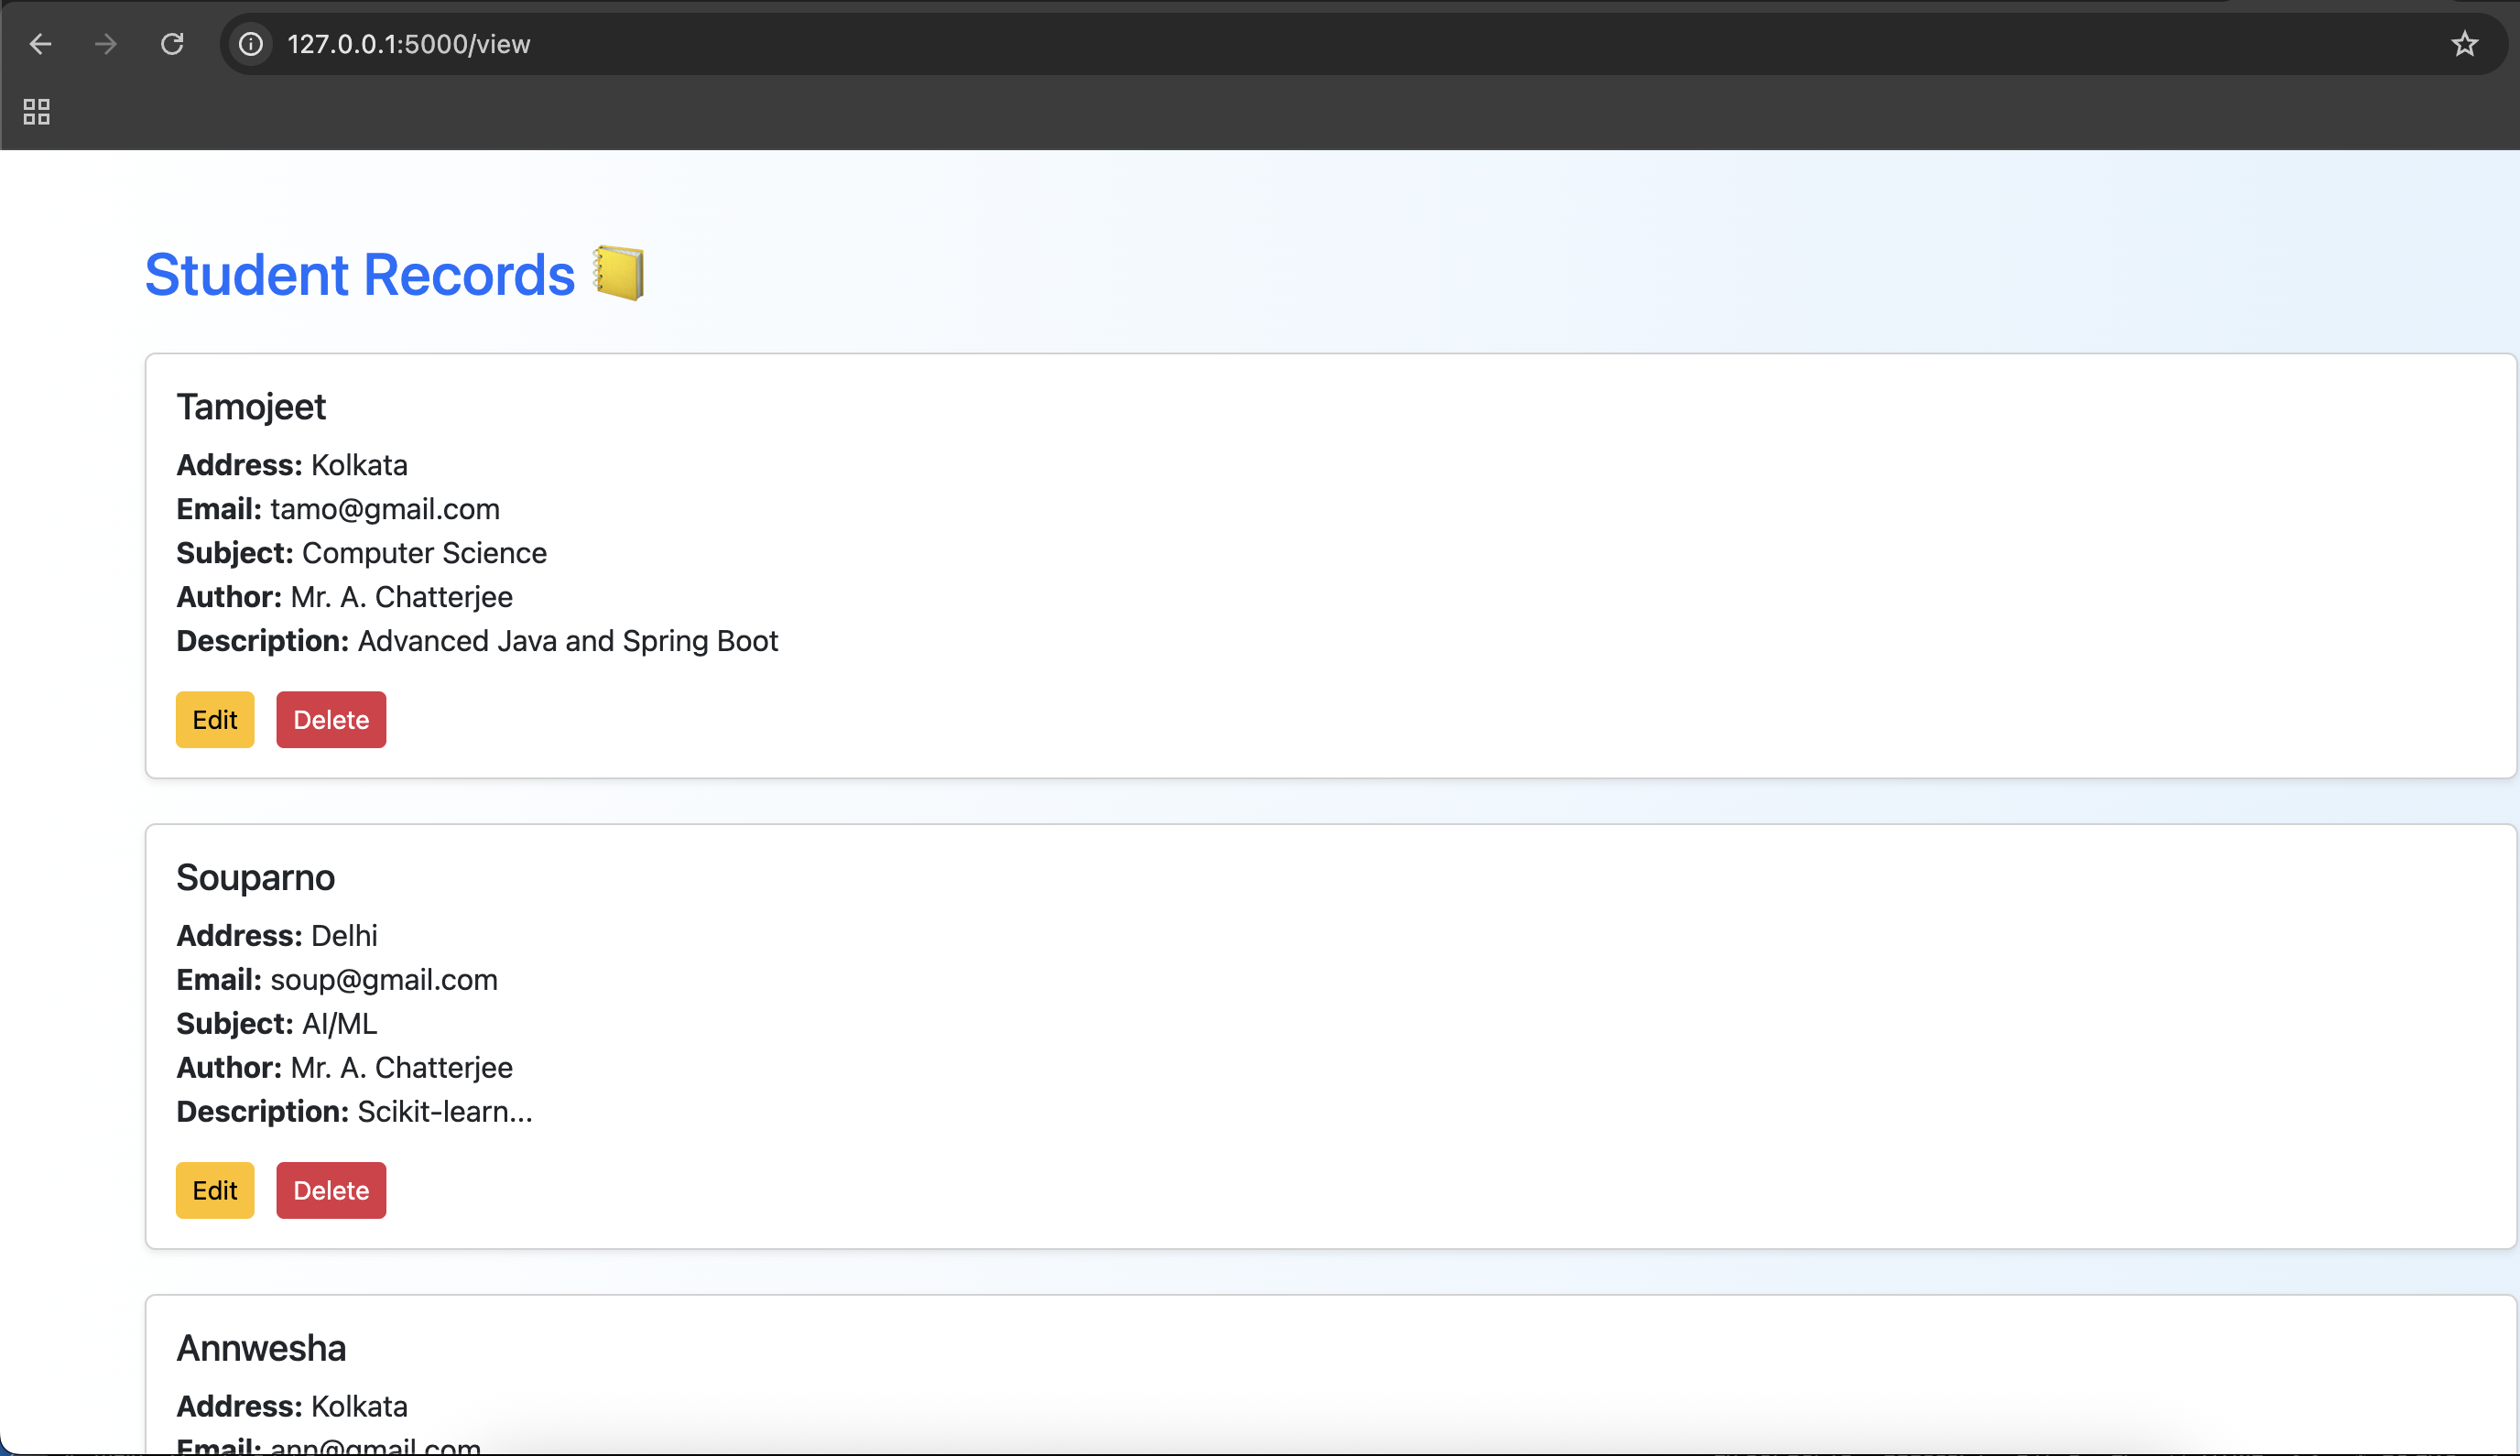 127.0.0.1:5000/view
Student Records
Tamojeet
Address: Kolkata
Email: tamo@gmail.com
Subject: Computer Science
Author: Mr. A. Chatterjee
Description: Advanced Java and Spring Boot
Edit Delete
Souparno
Address: Delhi
Email: soup@gmail.com
Subject: AI/ML
Author: Mr. A. Chatterjee
Description: Scikit-learn...
Edit Delete
Annwesha
Address: Kolkata
Email: ann@gmail.com